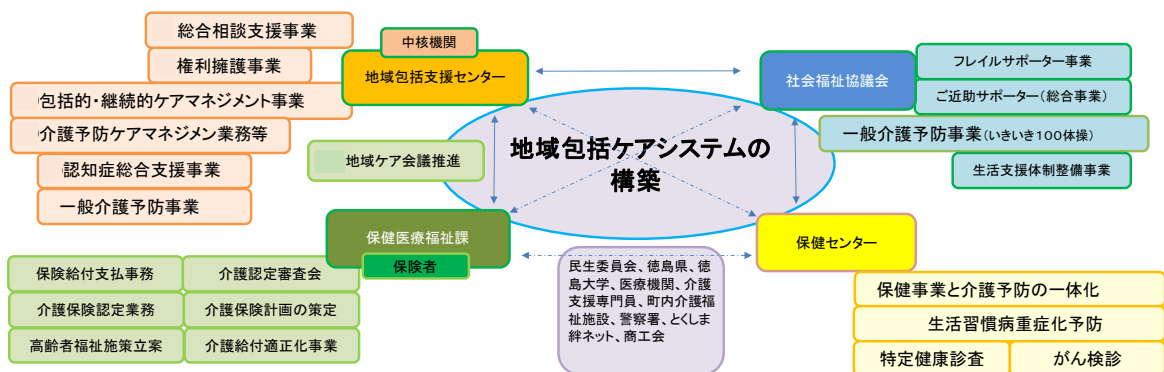 総合相談支援事業
権利擁護事業
包括的・継続的ケアマネジメント事業
介護予防ケアマネジメン業務等
認知症総合支援事業
一般介護予防事業
中核機関
地域包括支援センター
地域ケア会議推進
地域包括ケアシステムの
構築
社会福祉協議会
フレイルサポーター事業
ご近助サポーター(総合事業)
一般介護予防事業(いきいき100体操)
生活支援体制整備事業
保健医療福祉課
保険者
保険給付支払事務
介護認定審査会
介護保険認定業務
介護保険計画の策定
高齢者福祉施策立案
介護給付適正化事業
民生委員会、徳島県、徳
島大学、医療機関、介護
支援専門員、町内介護福
祉施設、警察署、とくしま
絆ネット、商工会
保健センター
保健事業と介護予防の一体化
生活習慣病重症化予防
特定健康診査
がん検診